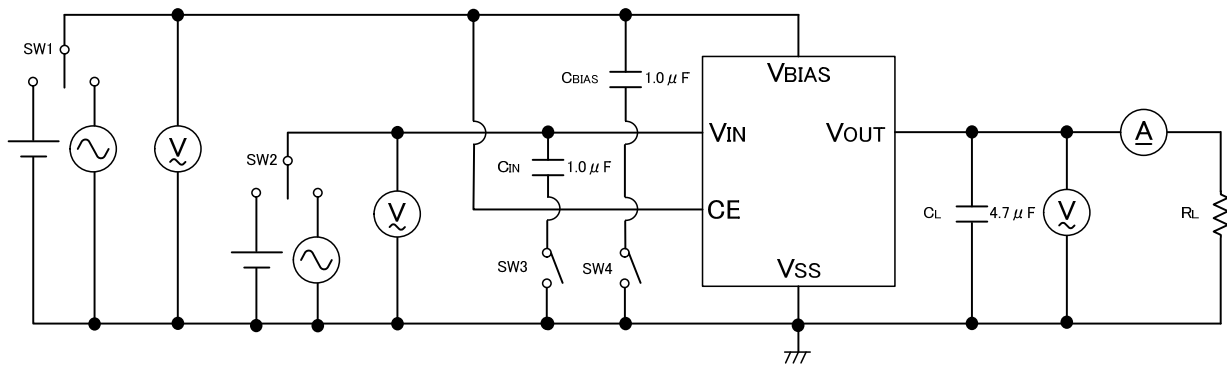 SW1
CBIAS 1.0 μF
VBIAS
VIN VOUT
SW2
CIN 1.0 μF
V
A
V
CE
V
CL 4.7 μF
RL
SW3 SW4
VSS